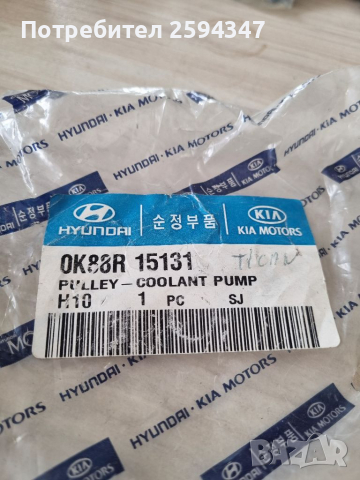 Потребител 2594347
HYUNDAI · KIA MOTORS
HYUNDAI
순정부품
KIA
KIA MOTORS
0K88R 15131
PULLEY-COOLANT PUMP
H10 1 PC SJ
MOTORS
HYUNDAI · KIA MOTORS
HYUNDAI · KIA
bazar